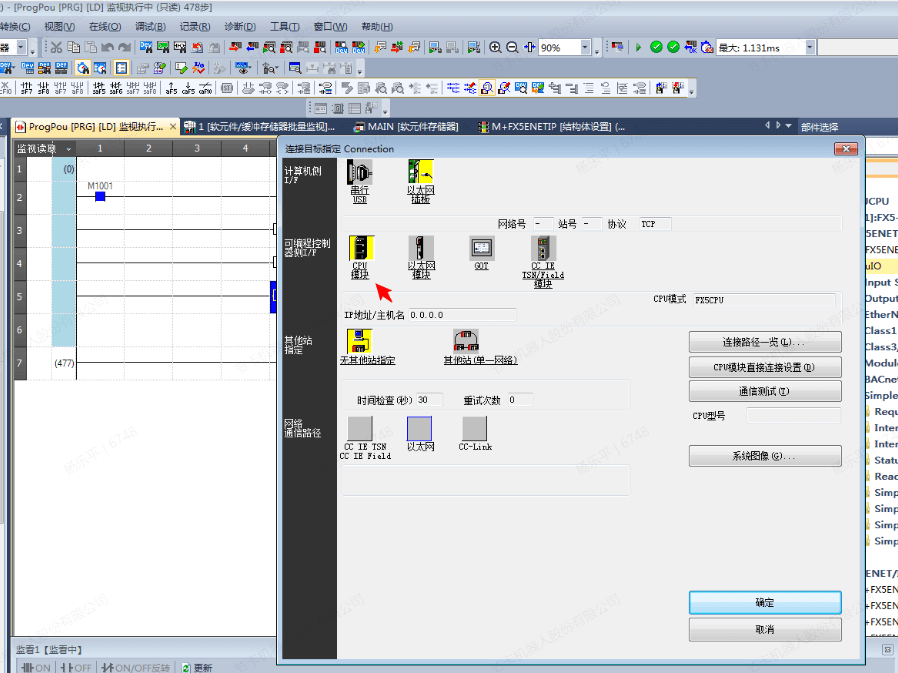 ) - [ProgPou [PRG] [LD] 监视执行中 (只读) 478步]
转换(C) 视图(V) 在线(O) 调试(B) 记录(R) 诊断(D) 工具(T) 窗口(W) 帮助(H)
器 90% 最大: 1.131ms
ProgPou [PRG] [LD] 监视执行... 1 [软元件/缓冲存储器批量监视]... MAIN [软元件存储器] M+FX5ENETIP [结构体设置] (... 部件选择
监视读 1 2 3 4
1 (0)
2 M1001
3
4
5
6
7 (477)
连接目标指定 Connection
计算机侧
I/F
串行
USB
以太网
插板
网络号 - 站号 - 协议 TCP
可编程控制
器侧I/F
CPU
模块
以太网
模块
GOT
CC IE
TSN/Field
模块
CPU模式 FX5CPU
IP地址/主机名 0.0.0.0
其他站
指定
无其他站指定
其他站(单一网络)
连接路径一览(L)...
CPU模块直接连接设置(D)
通信测试(T)
时间检查(秒) 30 重试次数 0
CPU型号
网络
通信路径
CC IE TSN
CC IE Field
以太网
CC-Link
系统图像(G)...
确定
取消
CPU
1]:FX5-
5ENET-
FX5ENE
uIO
Input S
Output
EtherN
Class1
Class3,
Modul
BACnet
Simple
Requ
Inter
Inter
Statu
Reac
Simp
Simp
Simp
Simp
ENET/
+FX5EN
+FX5EN
+FX5EN
监看1【监看中】
ON OFF ON/OFF反转 更新